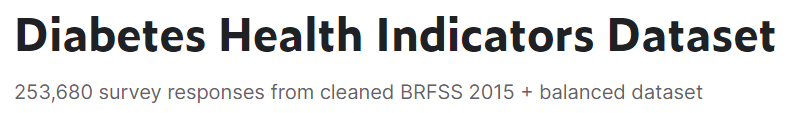 Diabetes Health Indicators Dataset
253,680 survey responses from cleaned BRFSS 2015 + balanced dataset